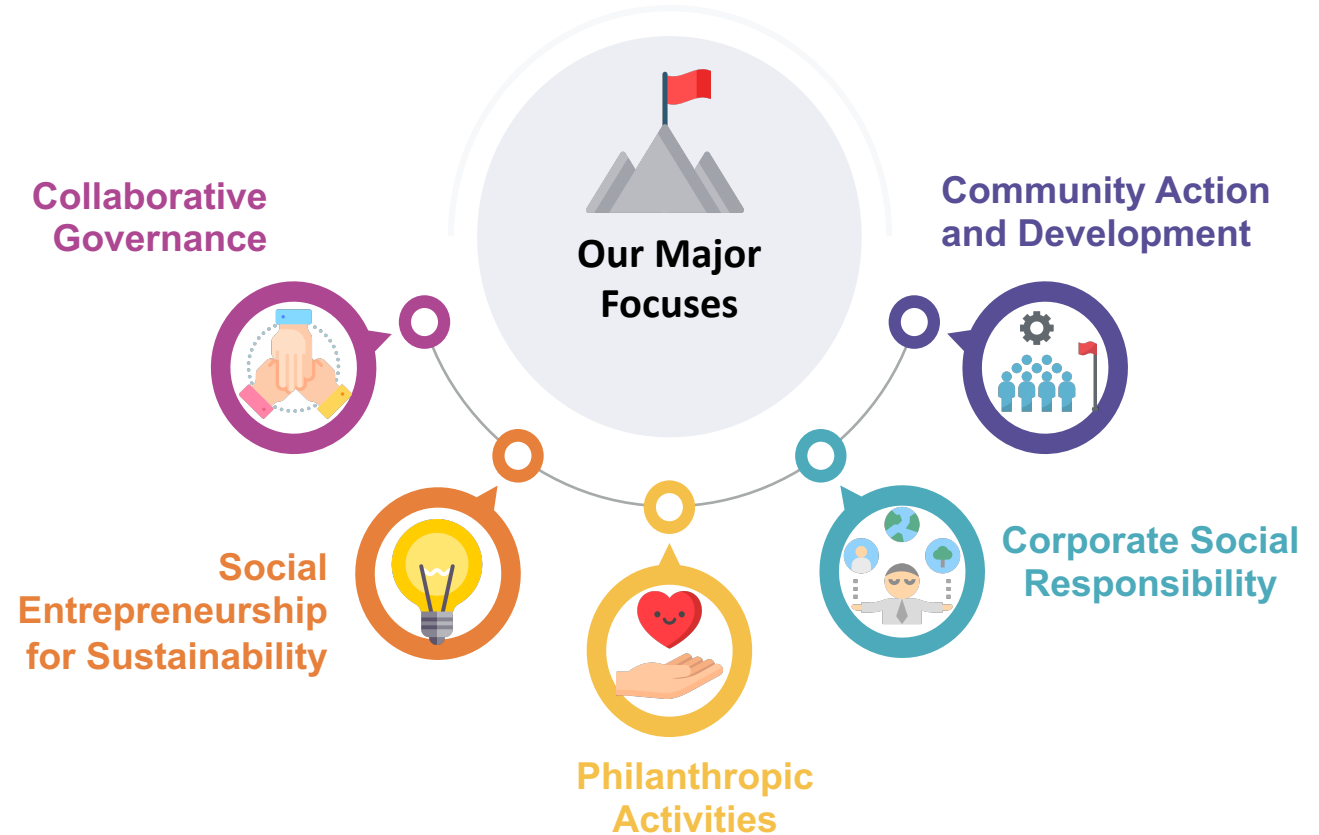 Our Major
Focuses
Collaborative
Governance
Social
Entrepreneurship
for Sustainability
Philanthropic
Activities
Corporate Social
Responsibility
Community Action
and Development